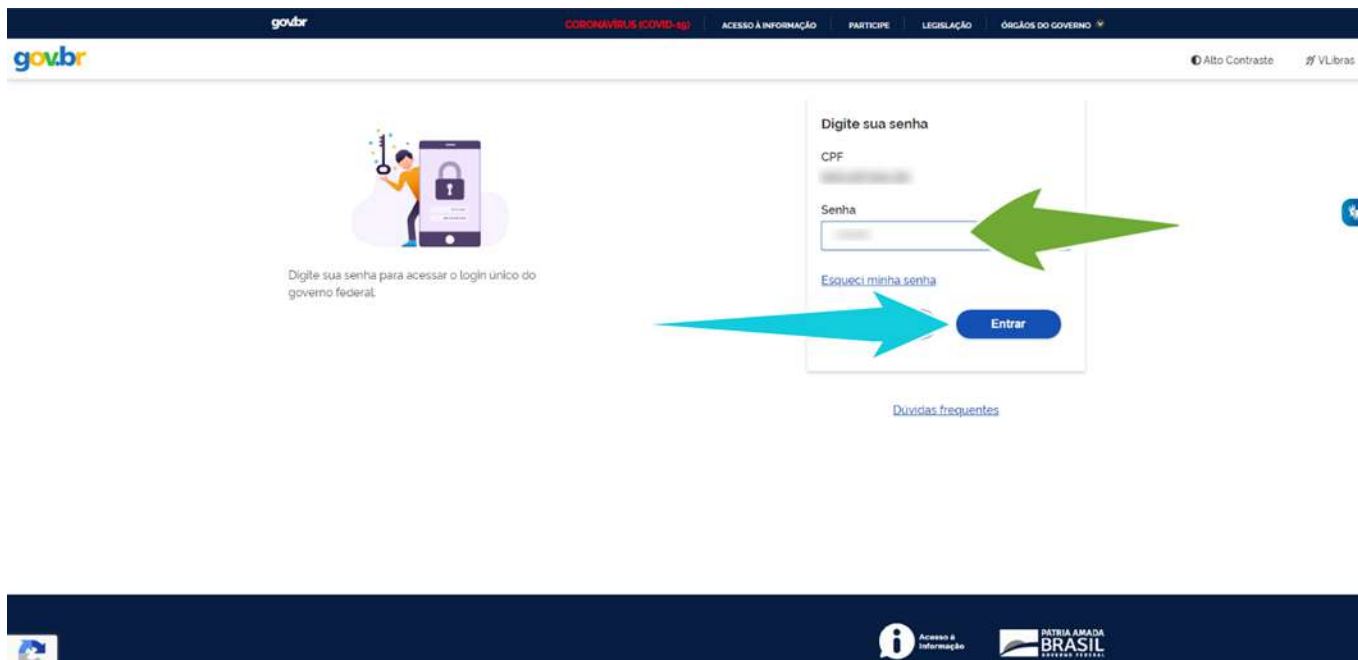 gov.br
CORONAVÍRUS (COVID-19)
ACESSO À INFORMAÇÃO
PARTICIPE
LEGISLAÇÃO
ÓRGÃOS DO GOVERNO
gov.br
Alto Contraste
VLibras
Digite sua senha
CPF
Senha
Digite sua senha para acessar o login único do
governo federal.
Esqueci minha senha
Entrar
Dúvidas frequentes
Acesso à
Informação
PÁTRIA AMADA
BRASIL
GOVERNO FEDERAL